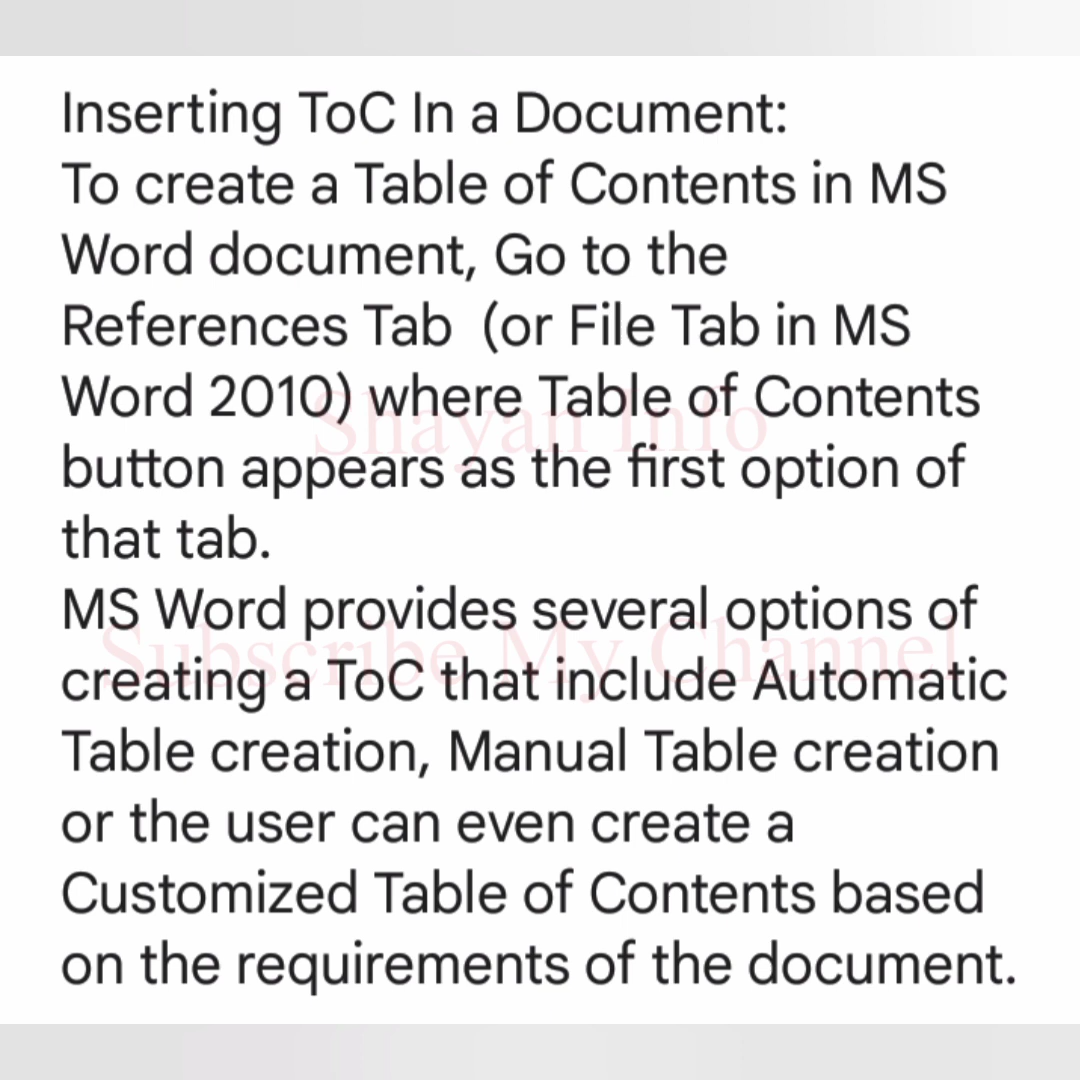 Inserting ToC In a Document:
To create a Table of Contents in MS
Word document, Go to the
References Tab  (or File Tab in MS
Word 2010) where Table of Contents
Shayan Info
button appears as the first option of
that tab.
MS Word provides several options of
Subscribe My Channel
creating a ToC that include Automatic
Table creation, Manual Table creation
or the user can even create a
Customized Table of Contents based
on the requirements of the document.